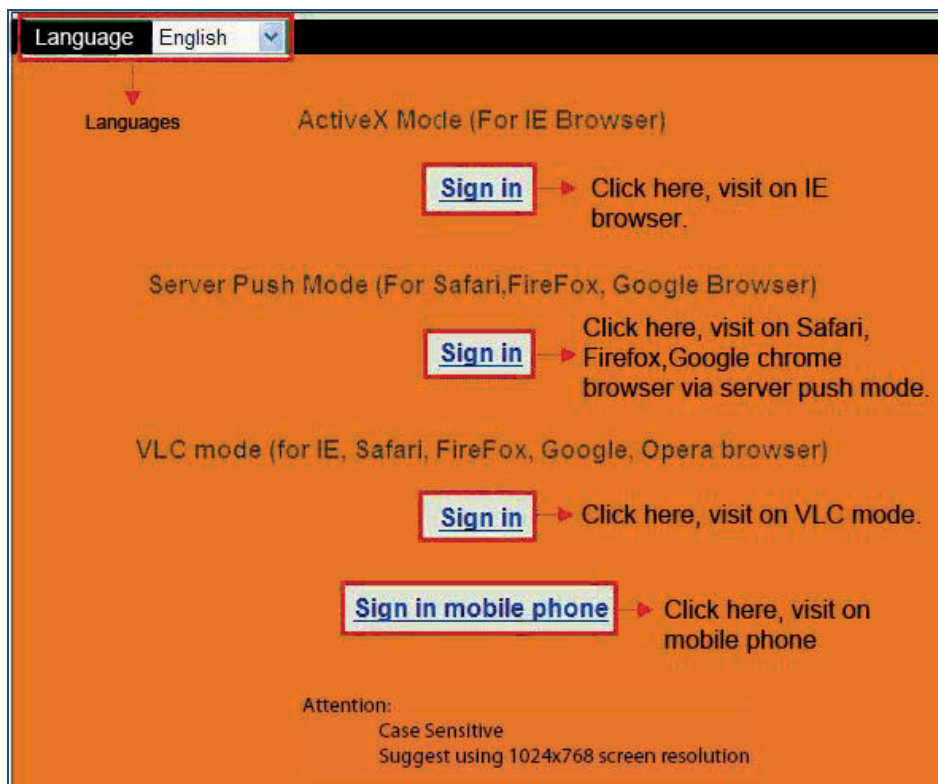 Language English
Languages
ActiveX Mode (For IE Browser)
Sign in
Click here, visit on IE
browser.
Server Push Mode (For Safari,FireFox, Google Browser)
Sign in
Click here, visit on Safari,
Firefox,Google chrome
browser via server push mode.
VLC mode (for IE, Safari, FireFox, Google, Opera browser)
Sign in
Click here, visit on VLC mode.
Sign in mobile phone
Click here, visit on
mobile phone
Attention:
Case Sensitive
Suggest using 1024x768 screen resolution